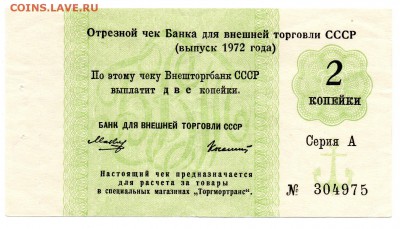 COINS.LAVE.RU
Отрезной чек Банка для внешней торговли СССР
(выпуск 1972 года)
По этому чеку Внешторгбанк СССР
выплатит две копейки.
2
КОПЕЙКИ
БАНК ДЛЯ ВНЕШНЕЙ ТОРГОВЛИ СССР
Серия А
Настоящий чек предназначается
для расчета за товары
в специальных магазинах „Торгмортранс“.
№ 304975